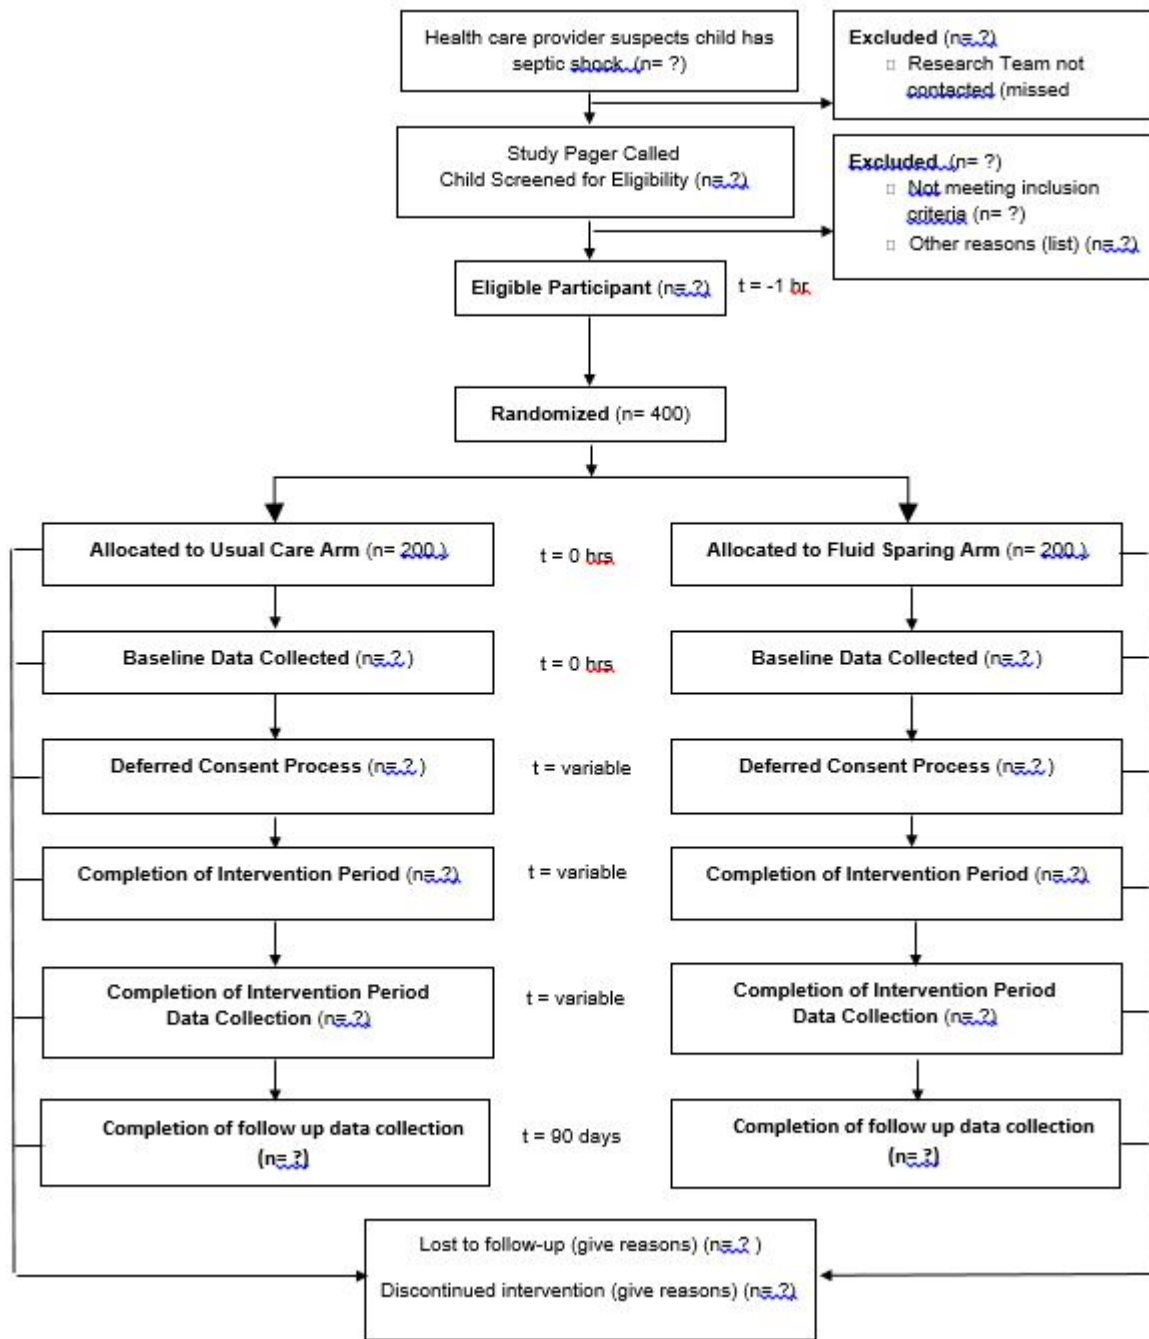 Health care provider suspects child has
septic shock (n= ?)
Excluded (n= ?)
Research Team not
contacted (missed
Study Pager Called
Child Screened for Eligibility (n= ?)
Excluded (n= ?)
Not meeting inclusion
criteria (n= ?)
Other reasons (list) (n= ?)
Eligible Participant (n= ?)
t = -1 hr
Randomized (n= 400)
Allocated to Usual Care Arm (n= 200 )
t = 0 hrs
Allocated to Fluid Sparing Arm (n= 200 )
Baseline Data Collected (n= ? )
t = 0 hrs
Baseline Data Collected (n= ? )
Deferred Consent Process (n= ? )
t = variable
Deferred Consent Process (n= ? )
Completion of Intervention Period (n= ?)
t = variable
Completion of Intervention Period (n= ?)
Completion of Intervention Period
Data Collection (n= ?)
t = variable
Completion of Intervention Period
Data Collection (n= ?)
Completion of follow up data collection
(n= ?)
t = 90 days
Completion of follow up data collection
(n= ?)
Lost to follow-up (give reasons) (n= ? )
Discontinued intervention (give reasons) (n= ?)